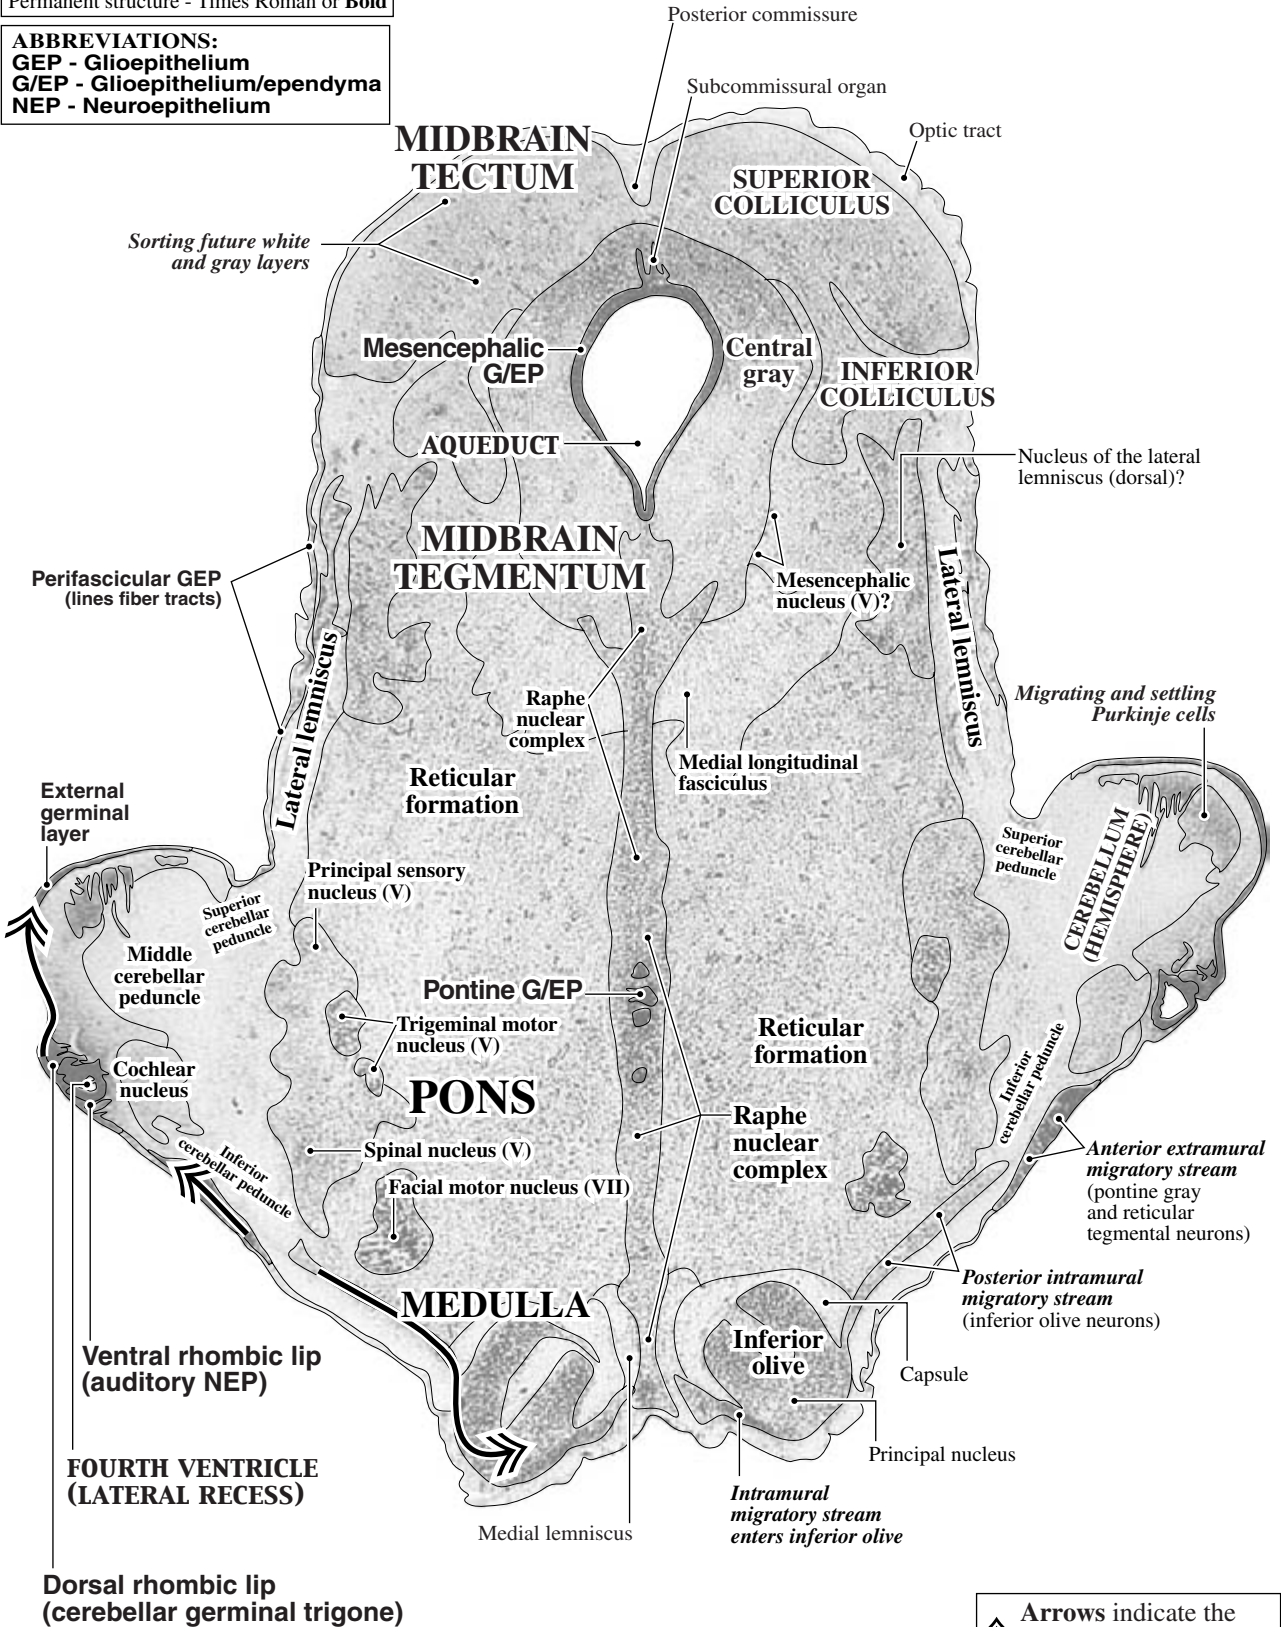 Permanent structure - Times Roman or Bold
ABBREVIATIONS:
GEP - Glioepithelium
G/EP - Glioepithelium/ependyma
NEP - Neuroepithelium
Posterior commissure
Subcommissural organ
Optic tract
MIDBRAIN
TECTUM
SUPERIOR
COLLICULUS
Sorting future white
and gray layers
Mesencephalic
G/EP
Central
gray
INFERIOR
COLLICULUS
AQUEDUCT
Nucleus of the lateral
lemniscus (dorsal)?
MIDBRAIN
TEGMENTUM
Mesencephalic
nucleus (V)?
Perifascicular GEP
(lines fiber tracts)
Lateral lemniscus
Lateral lemniscus
Raphe
nuclear
complex
Migrating and settling
Purkinje cells
Medial longitudinal
fasciculus
Reticular
formation
External
germinal
layer
Superior
cerebellar
peduncle
CEREBELLUM
(HEMISPHERE)
Principal sensory
nucleus (V)
Superior
cerebellar
peduncle
Middle
cerebellar
peduncle
Pontine G/EP
Trigeminal motor
nucleus (V)
Reticular
formation
Cochlear
nucleus
PONS
Inferior
cerebellar peduncle
Raphe
nuclear
complex
Spinal nucleus (V)
Inferior
cerebellar peduncle
Facial motor nucleus (VII)
Anterior extramural
migratory stream
(pontine gray
and reticular
tegmental neurons)
Posterior intramural
migratory stream
(inferior olive neurons)
MEDULLA
Inferior
olive
Capsule
Ventral rhombic lip
(auditory NEP)
Principal nucleus
FOURTH VENTRICLE
(LATERAL RECESS)
Intramural
migratory stream
enters inferior olive
Medial lemniscus
Dorsal rhombic lip
(cerebellar germinal trigone)
Arrows indicate the